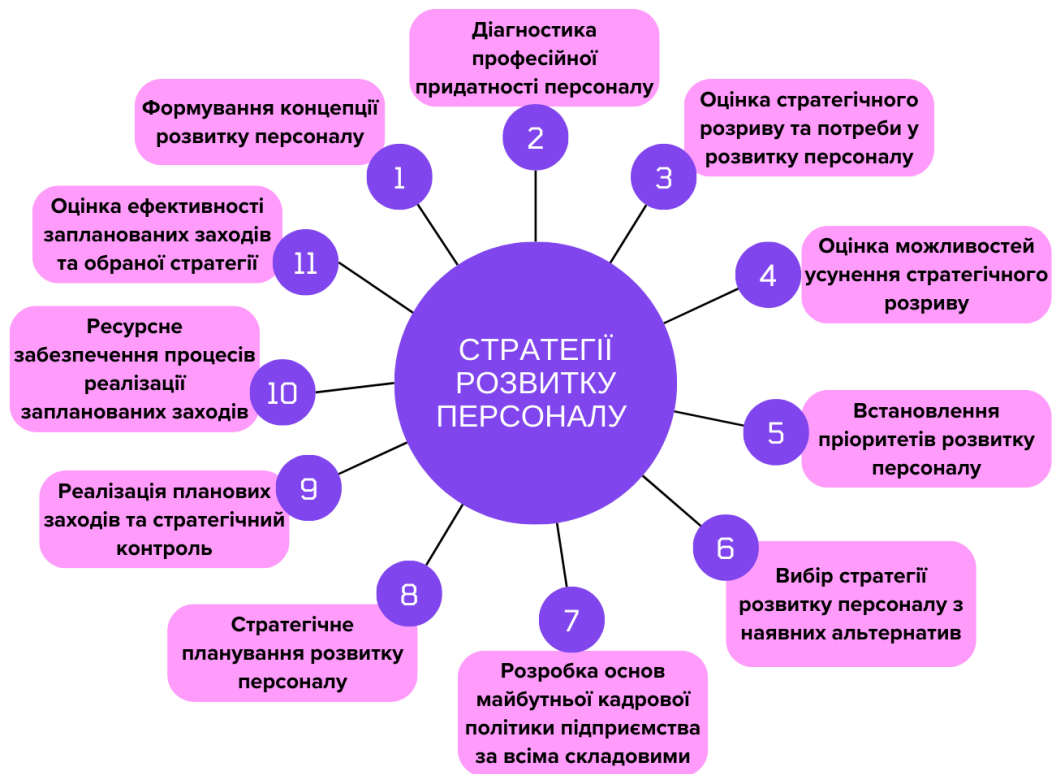 СТРАТЕГІЇ
РОЗВИТКУ
ПЕРСОНАЛУ
1
Формування концепції
розвитку персоналу
2
Діагностика
професійної
придатності персоналу
3
Оцінка стратегічного
розриву та потреби у
розвитку персоналу
4
Оцінка можливостей
усунення стратегічного
розриву
5
Встановлення
пріоритетів розвитку
персоналу
6
Вибір стратегії
розвитку персоналу з
наявних альтернатив
7
Розробка основ
майбутньої кадрової
політики підприємства
за всіма складовими
8
Стратегічне
планування розвитку
персоналу
9
Реалізація планових
заходів та стратегічний
контроль
10
Ресурсне
забезпечення процесів
реалізації
запланованих заходів
11
Оцінка ефективності
запланованих заходів
та обраної стратегії